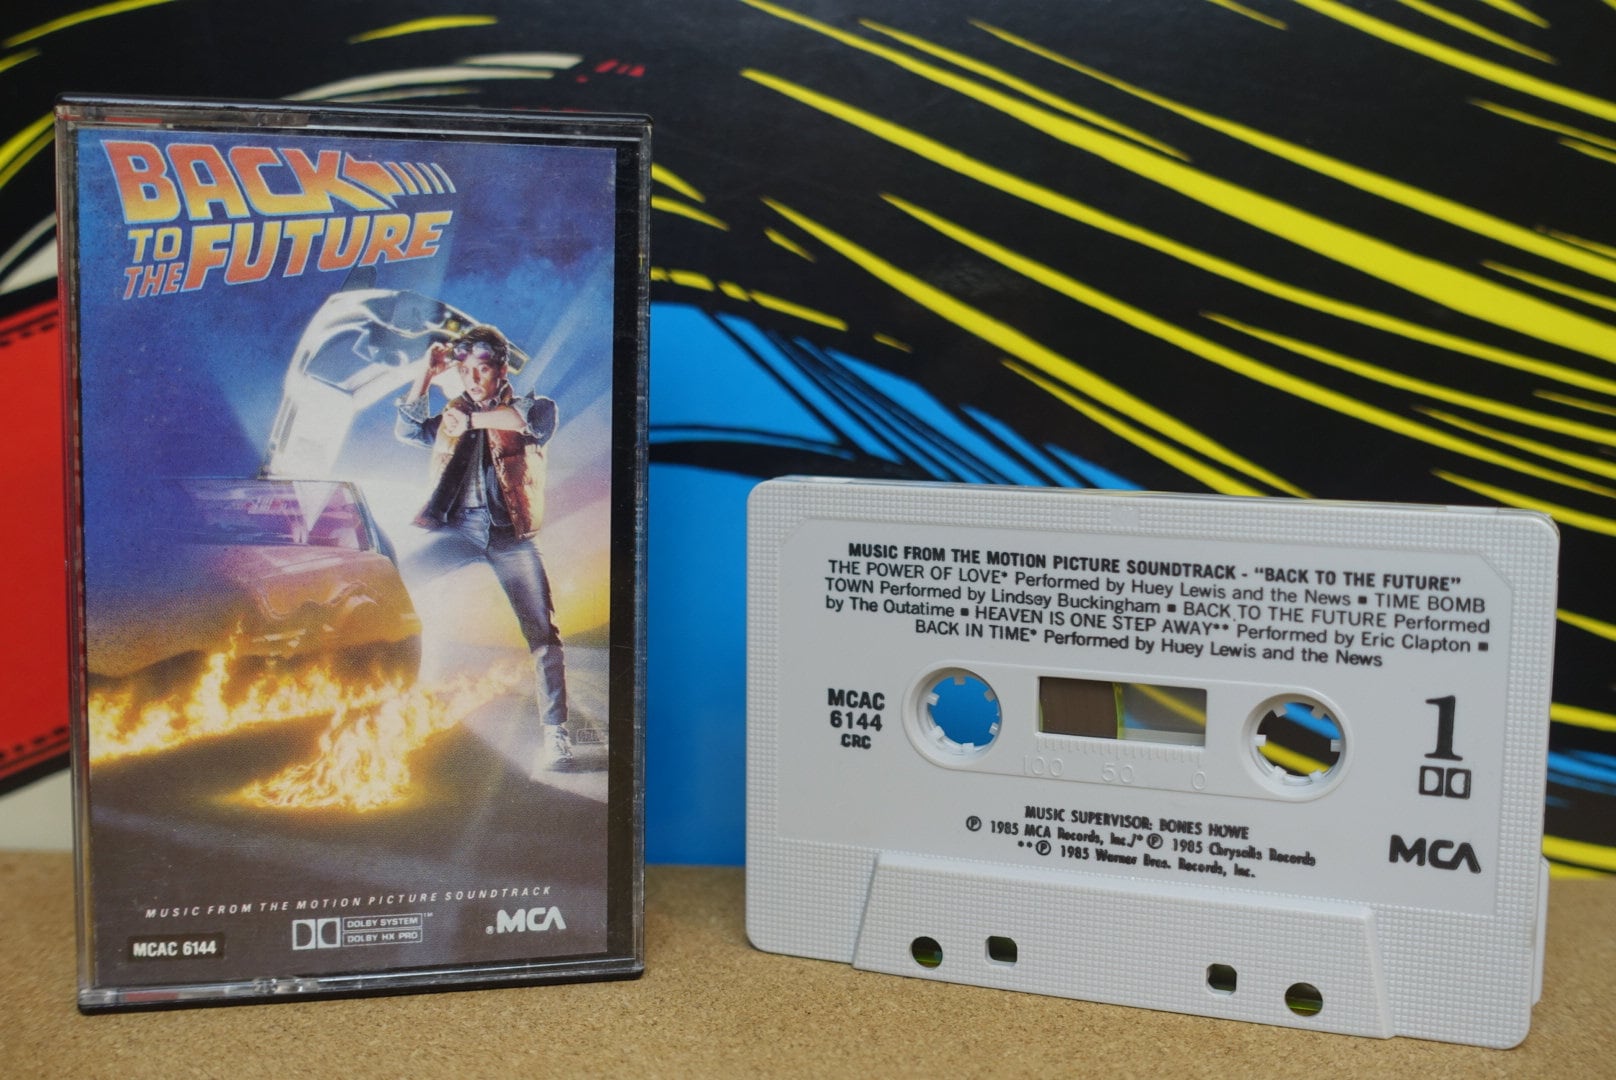 BACK
TO
THE FUTURE
MUSIC FROM THE MOTION PICTURE SOUNDTRACK
MCAC 6144
DOLBY SYSTEM™
DOLBY HX PRO
®MCA
MUSIC FROM THE MOTION PICTURE SOUNDTRACK - "BACK TO THE FUTURE"
THE POWER OF LOVE* Performed by Huey Lewis and the News ■ TIME BOMB
TOWN Performed by Lindsey Buckingham ■ BACK TO THE FUTURE Performed
by The Outatime ■ HEAVEN IS ONE STEP AWAY** Performed by Eric Clapton ■
BACK IN TIME* Performed by Huey Lewis and the News
MCAC
6144
CRC
1
100 50 0
MCA
MUSIC SUPERVISOR: BONES HOWE
℗ 1985 MCA Records, Inc./*℗ 1985 Chrysalis Records
**℗ 1985 Warner Bros. Records, Inc.